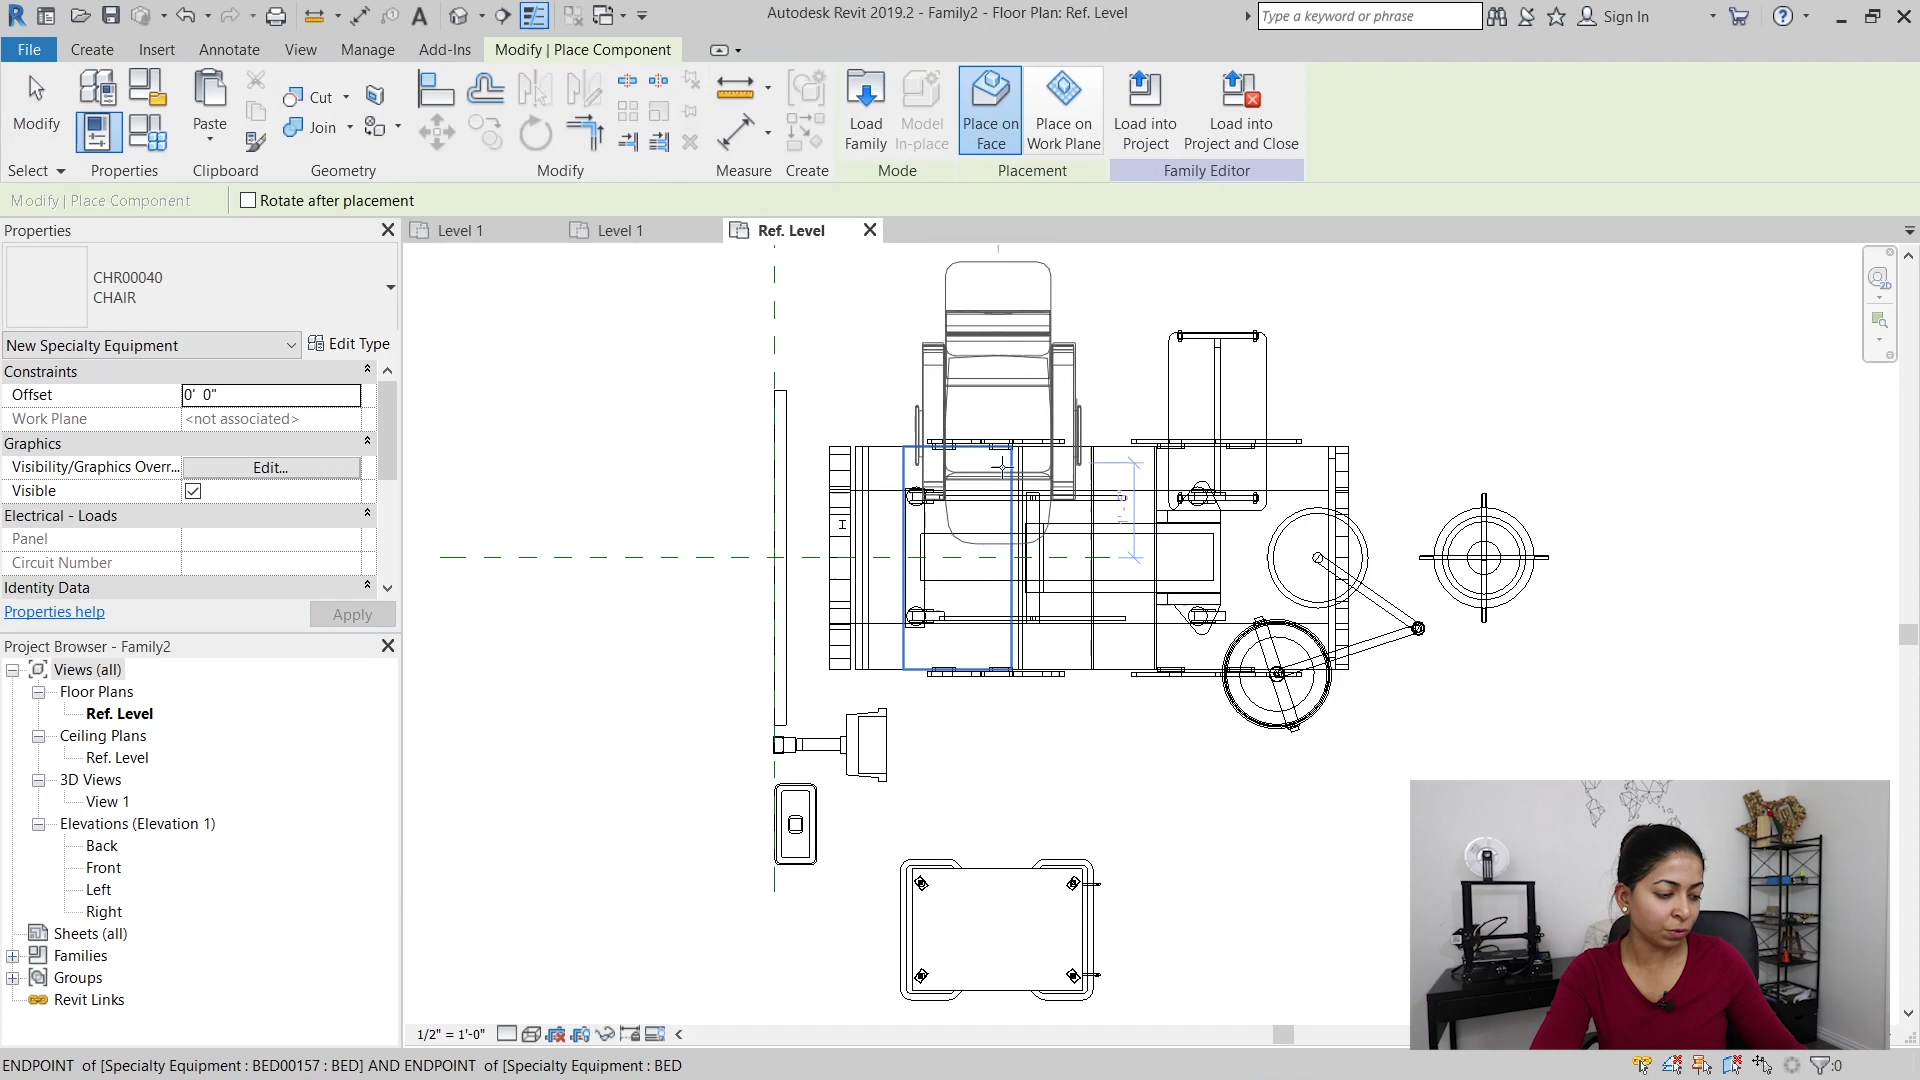 Autodesk Revit 2019.2 - Family2 - Floor Plan: Ref. Level
Type a keyword or phrase
Sign In
File
Create
Insert
Annotate
View
Manage
Add-Ins
Modify | Place Component
Modify
Paste
Cut
Join
Load Family
Model In-place
Place on Face
Place on Work Plane
Load into Project
Load into Project and Close
Select
Properties
Clipboard
Geometry
Modify
Measure
Create
Mode
Placement
Family Editor
Modify | Place Component
Rotate after placement
Properties
Level 1
Level 1
Ref. Level
CHR00040
CHAIR
New Specialty Equipment
Edit Type
Constraints
Offset
0' 0"
Work Plane
<not associated>
Graphics
Visibility/Graphics Overr...
Edit...
Visible
Electrical - Loads
Panel
Circuit Number
Identity Data
Properties help
Apply
Project Browser - Family2
Views (all)
Floor Plans
Ref. Level
Ceiling Plans
Ref. Level
3D Views
View 1
Elevations (Elevation 1)
Back
Front
Left
Right
Sheets (all)
Families
Groups
Revit Links
2D
1/2" = 1'-0"
ENDPOINT of [Specialty Equipment : BED00157 : BED] AND ENDPOINT of [Specialty Equipment : BED
:0